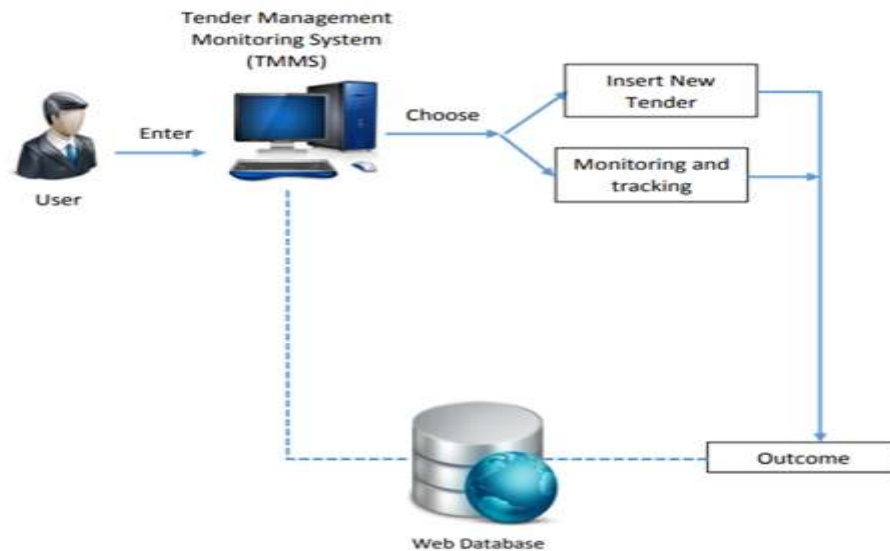 Tender Management
Monitoring System
(TMMS)
Enter
User
Choose
Insert New
Tender
Monitoring and
tracking
Outcome
Web Database